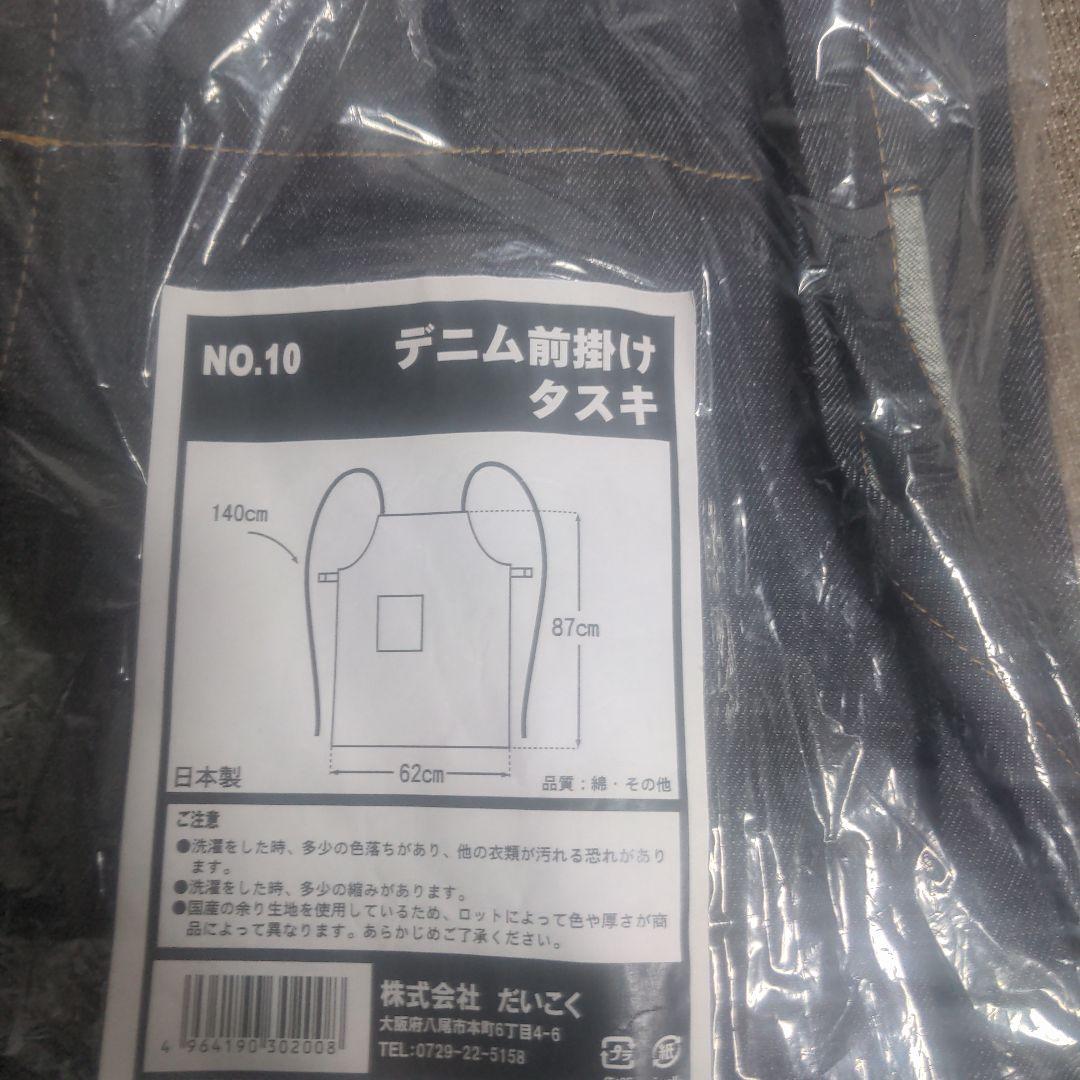 NO.10
デニム前掛け
タスキ
140cm
87cm
62cm
日本製
品質：綿・その他
ご注意
●洗濯をした時、多少の色落ちがあり、他の衣類が汚れる恐れがあり
ます。
●洗濯をした時、多少の縮みがあります。
●国産の余り生地を使用しているため、ロットによって色や厚さが商
品によって異なります。あらかじめご了承ください。
株式会社 だいこく
大阪府八尾市本町6丁目4-6
TEL:0729-22-5158
4 964190 302008
プラ
紙